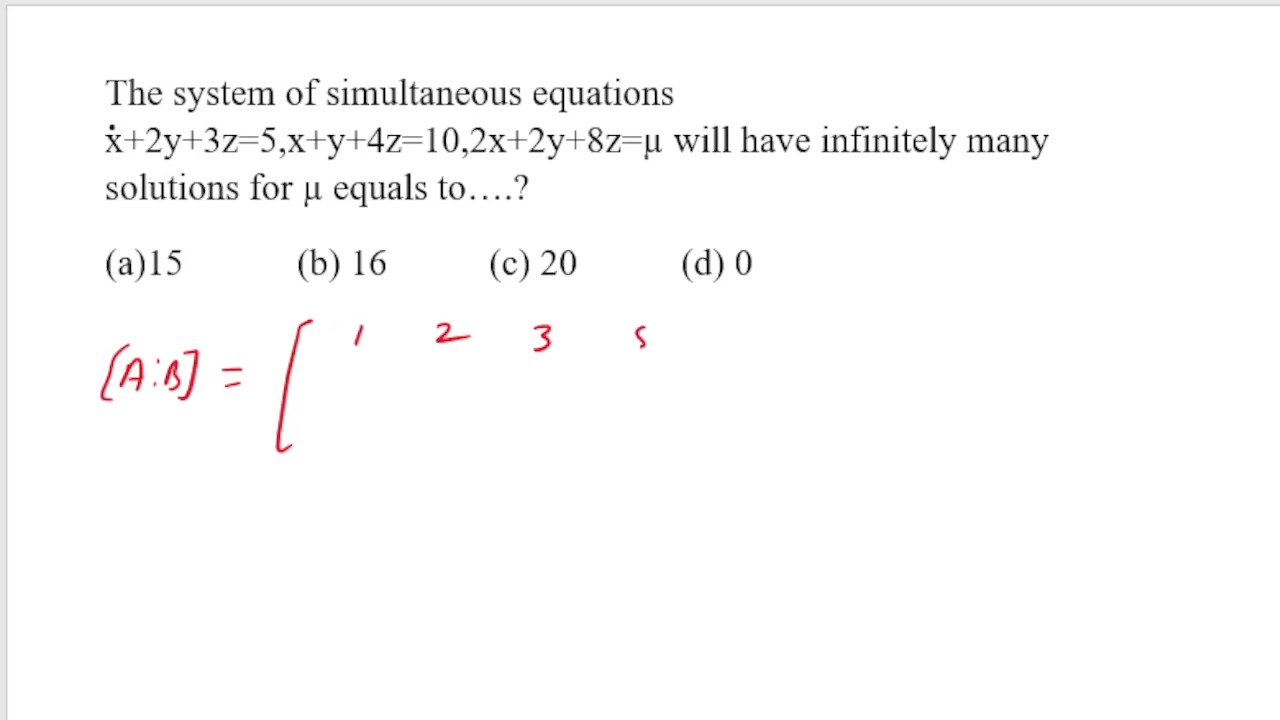 The system of simultaneous equations
ẋ+2y+3z=5,x+y+4z=10,2x+2y+8z=μ will have infinitely many
solutions for μ equals to….?
(a)15 (b) 16 (c) 20 (d) 0
[A:B] = [ 1 2 3 5